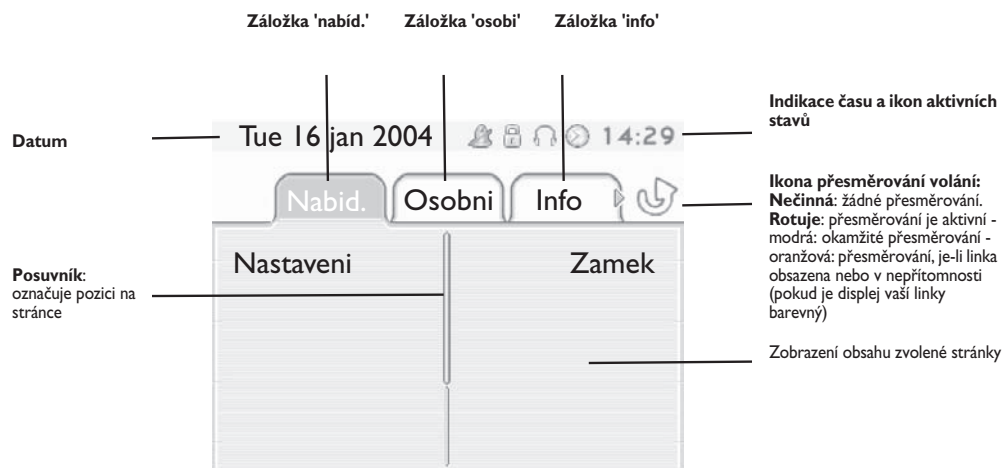 Záložka 'nabíd.' Záložka 'osobi' Záložka 'info'
Datum
Tue 16 jan 2004 14:29
Indikace času a ikon aktivních
stavů
Nabid. Osobni Info
Ikona přesměrování volání:
Nečinná: žádné přesměrování.
Rotuje: přesměrování je aktivní -
modrá: okamžité přesměrování -
oranžová: přesměrování, je-li linka
obsazena nebo v nepřítomnosti
(pokud je displej vaší linky
barevný)
Posuvník:
označuje pozici na
stránce
Nastaveni Zamek
Zobrazení obsahu zvolené stránky